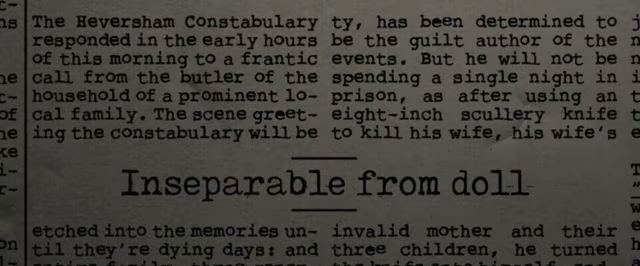 The Heversham Constabulary
responded in the early hours
of this morning to a frantic
call from the butler of the
household of a prominent lo-
cal family. The scene greet-
ing the constabulary will be
ty, has been determined to
be the guilt author of the
events. But he will not be
spending a single night in
prison, as after using an
eight-inch scullery knife
to kill his wife, his wife's
Inseparable from doll
etched into the memories un-
til they're dying days: and
invalid mother and their
three children, he turned